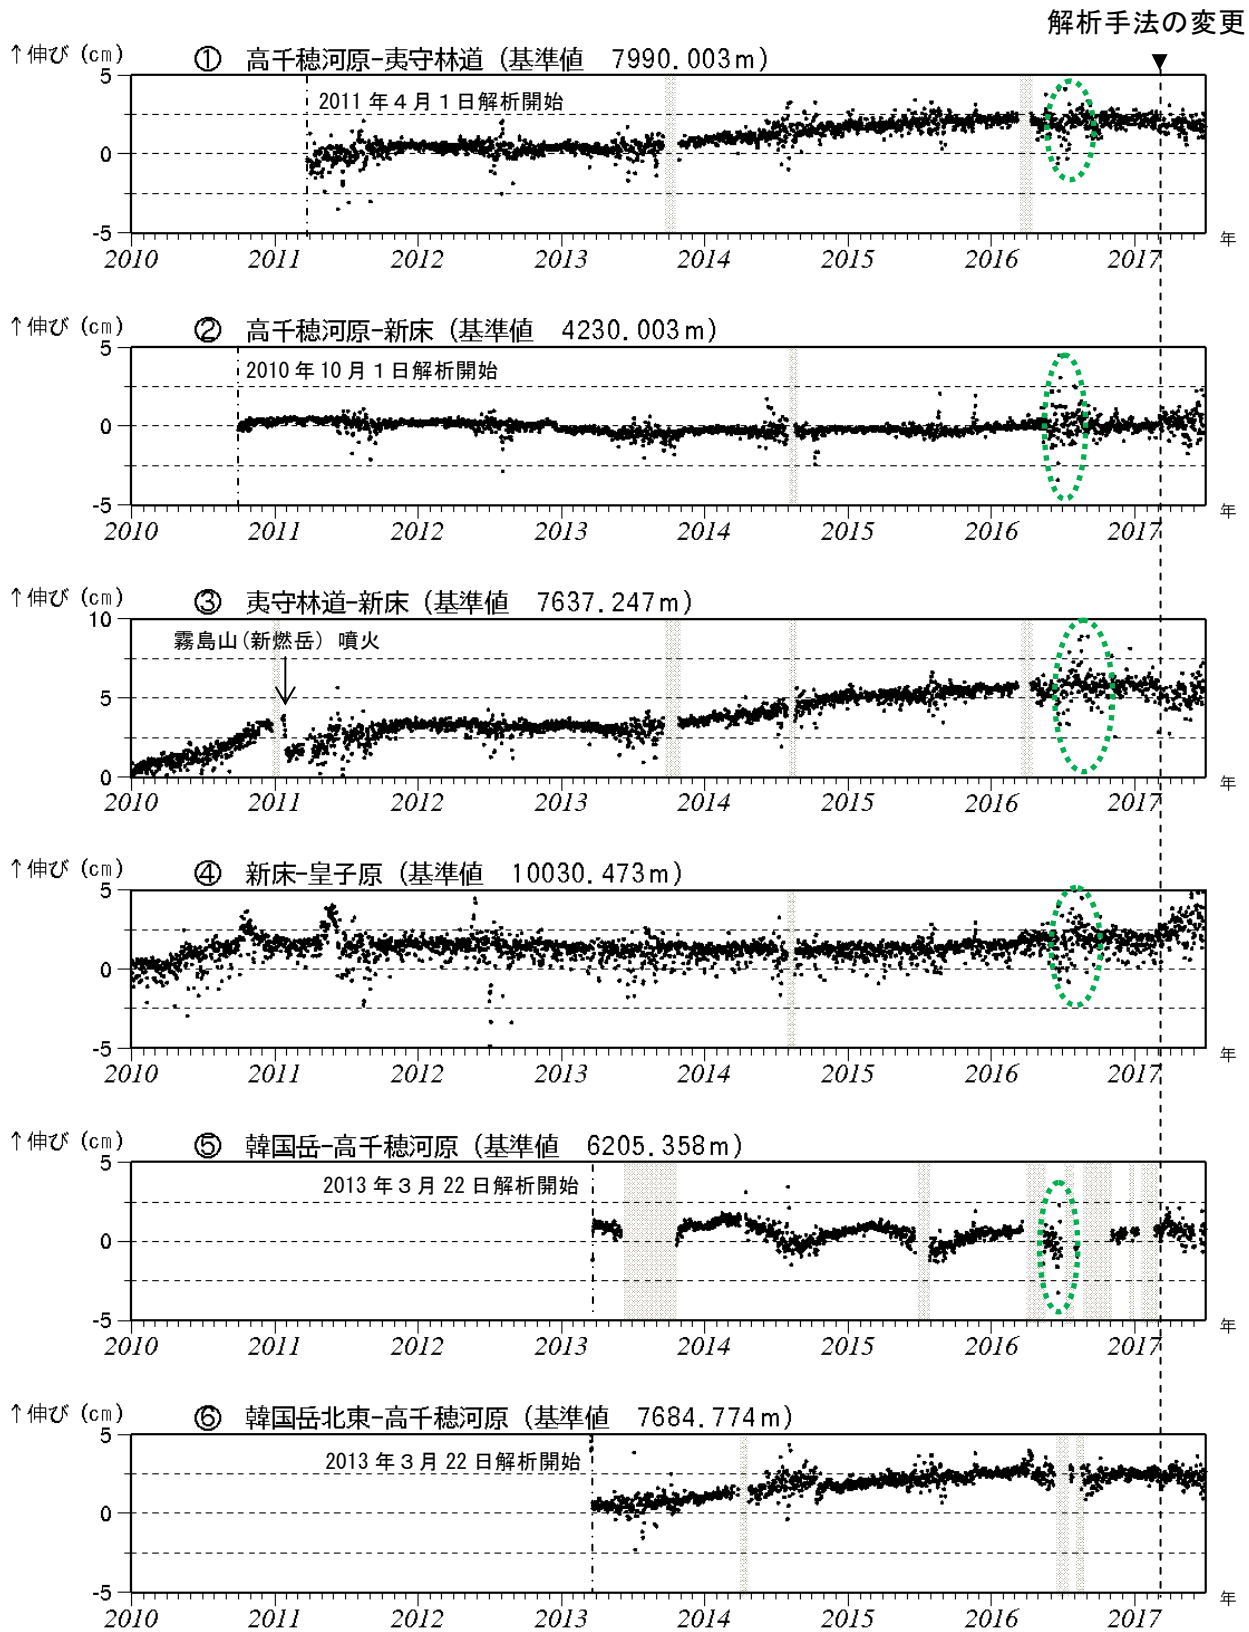 解析手法の変更
▼
↑伸び (cm) ① 高千穂河原-夷守林道 (基準値 7990.003m)
5
2011年4月1日解析開始
0
-5
2010 2011 2012 2013 2014 2015 2016 2017 年
↑伸び (cm) ② 高千穂河原-新床 (基準値 4230.003m)
5
2010年10月1日解析開始
0
-5
2010 2011 2012 2013 2014 2015 2016 2017 年
↑伸び (cm) ③ 夷守林道-新床 (基準値 7637.247m)
10
霧島山(新燃岳) 噴火
5
0
2010 2011 2012 2013 2014 2015 2016 2017 年
↑伸び (cm) ④ 新床-皇子原 (基準値 10030.473m)
5
0
-5
2010 2011 2012 2013 2014 2015 2016 2017 年
↑伸び (cm) ⑤ 韓国岳-高千穂河原 (基準値 6205.358m)
5
2013年3月22日解析開始
0
-5
2010 2011 2012 2013 2014 2015 2016 2017 年
↑伸び (cm) ⑥ 韓国岳北東-高千穂河原 (基準値 7684.774m)
5
2013年3月22日解析開始
0
-5
2010 2011 2012 2013 2014 2015 2016 2017 年